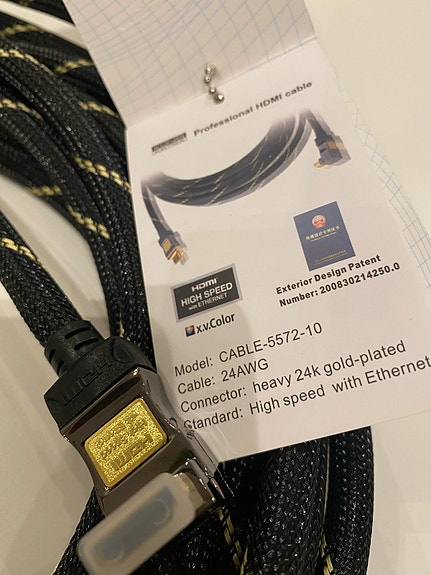 Professional HDMI cable
HDMI
HIGH SPEED
with ETHERNET
x.v.Color
Exterior Design Patent
Number: 200830214250.0
Model: CABLE-5572-10
Cable: 24AWG
Connector: heavy 24k gold-plated
Standard: High speed with Ethernet